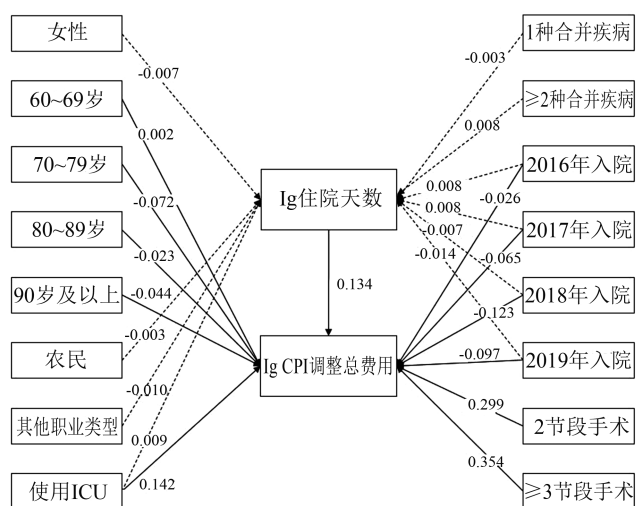 女性
60~69岁
70~79岁
80~89岁
90岁及以上
农民
其他职业类型
使用ICU
-0.007
0.002
-0.072
-0.023
-0.044
-0.003
-0.010
0.009
0.142
Ig住院天数
0.134
Ig CPI调整总费用
-0.003
0.008
0.008
-0.026
0.008
-0.007
-0.065
-0.014
-0.123
-0.097
0.299
0.354
1种合并疾病
≥2种合并疾病
2016年入院
2017年入院
2018年入院
2019年入院
2节段手术
≥3节段手术